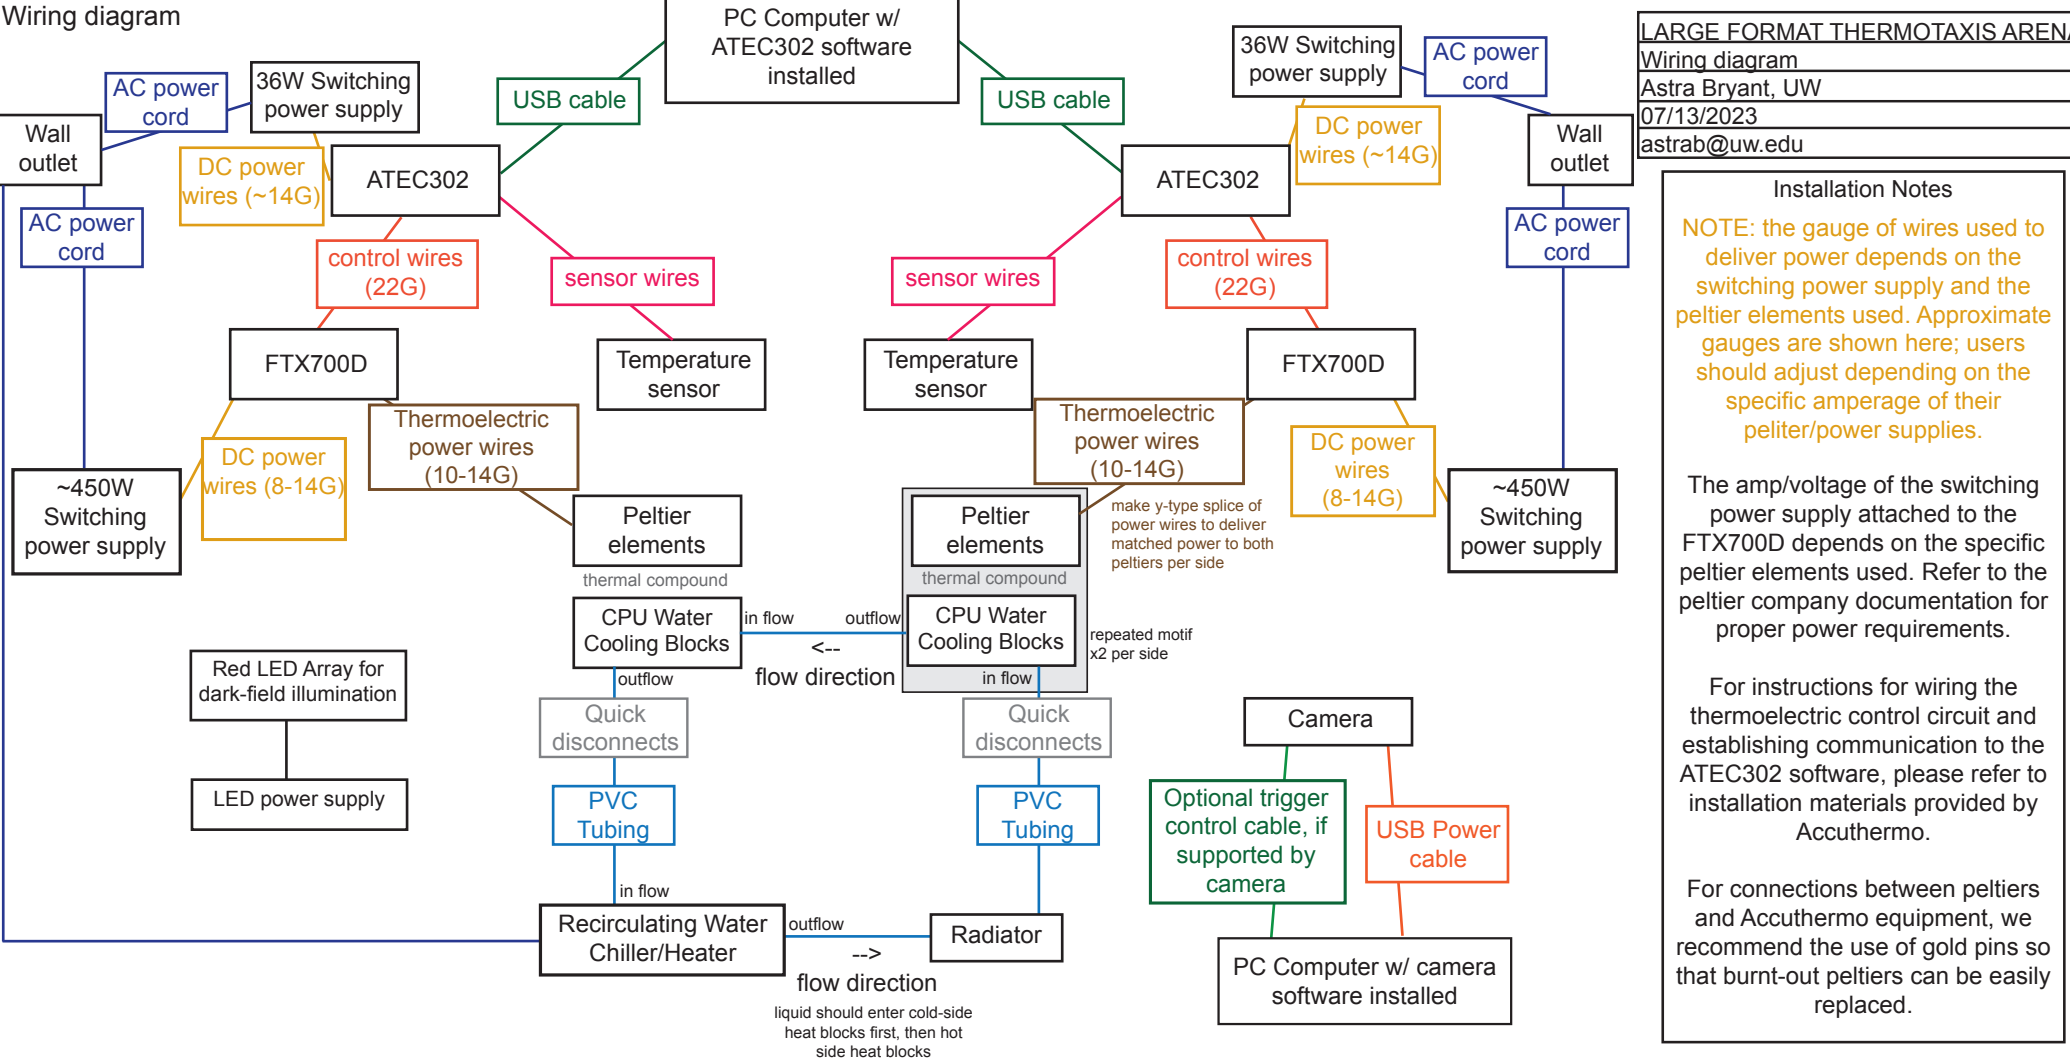 Wiring diagram
PC Computer w/
ATEC302 software
installed
LARGE FORMAT THERMOTAXIS ARENA
Wiring diagram
Astra Bryant, UW
07/13/2023
astrab@uw.edu
Wall
outlet
AC power
cord
36W Switching
power supply
DC power
wires (~14G)
USB cable
ATEC302
AC power
cord
control wires
(22G)
sensor wires
FTX700D
Temperature
sensor
DC power
wires (8-14G)
Thermoelectric
power wires
(10-14G)
~450W
Switching
power supply
Peltier
elements
thermal compound
CPU Water
Cooling Blocks
in flow
outflow
<--
flow direction
outflow
Quick
disconnects
PVC
Tubing
in flow
Recirculating Water
Chiller/Heater
outflow
-->
flow direction
liquid should enter cold-side
heat blocks first, then hot
side heat blocks
Radiator
PVC
Tubing
Quick
disconnects
in flow
CPU Water
Cooling Blocks
repeated motif
x2 per side
thermal compound
Peltier
elements
make y-type splice of
power wires to deliver
matched power to both
peltiers per side
Thermoelectric
power wires
(10-14G)
Temperature
sensor
sensor wires
USB cable
ATEC302
36W Switching
power supply
AC power
cord
DC power
wires (~14G)
Wall
outlet
AC power
cord
control wires
(22G)
FTX700D
DC power
wires
(8-14G)
~450W
Switching
power supply
Red LED Array for
dark-field illumination
LED power supply
Camera
Optional trigger
control cable, if
supported by
camera
USB Power
cable
PC Computer w/ camera
software installed
Installation Notes
NOTE: the gauge of wires used to
deliver power depends on the
switching power supply and the
peltier elements used. Approximate
gauges are shown here; users
should adjust depending on the
specific amperage of their
peliter/power supplies.
The amp/voltage of the switching
power supply attached to the
FTX700D depends on the specific
peltier elements used. Refer to the
peltier company documentation for
proper power requirements.
For instructions for wiring the
thermoelectric control circuit and
establishing communication to the
ATEC302 software, please refer to
installation materials provided by
Accuthermo.
For connections between peltiers
and Accuthermo equipment, we
recommend the use of gold pins so
that burnt-out peltiers can be easily
replaced.